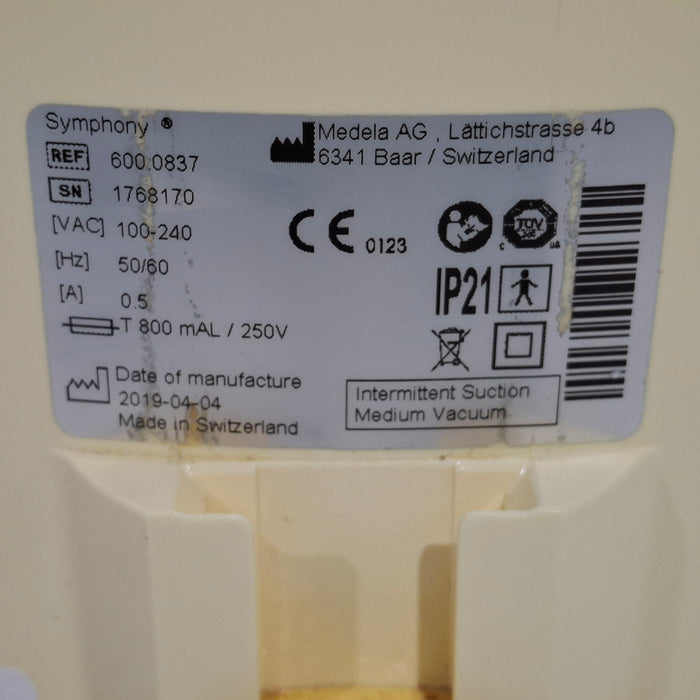 Symphony ®
Medela AG , Lättichstrasse 4b
6341 Baar / Switzerland
REF 600.0837
SN 1768170
[VAC] 100-240
[Hz] 50/60
[A] 0.5
T 800 mAL / 250V
CE 0123
TÜV
c us
IP21
Date of manufacture
2019-04-04
Made in Switzerland
Intermittent Suction
Medium Vacuum